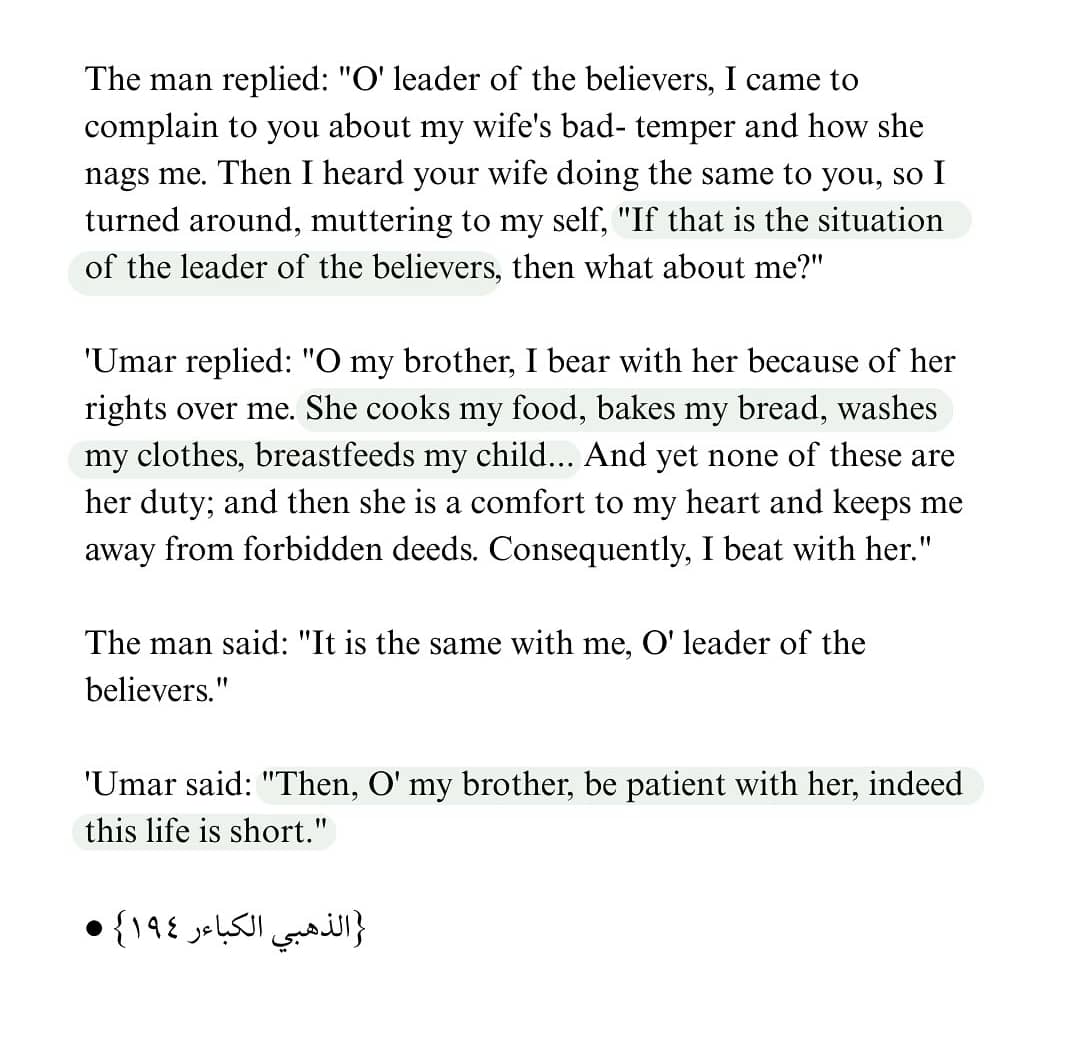 The man replied: "O' leader of the believers, I came to
complain to you about my wife's bad- temper and how she
nags me. Then I heard your wife doing the same to you, so I
turned around, muttering to my self, "If that is the situation
of the leader of the believers, then what about me?"
'Umar replied: "O my brother, I bear with her because of her
rights over me. She cooks my food, bakes my bread, washes
my clothes, breastfeeds my child... And yet none of these are
her duty; and then she is a comfort to my heart and keeps me
away from forbidden deeds. Consequently, I beat with her."
The man said: "It is the same with me, O' leader of the
believers."
'Umar said: "Then, O' my brother, be patient with her, indeed
this life is short."
● {الذهبي الكباءر ١٩٤}